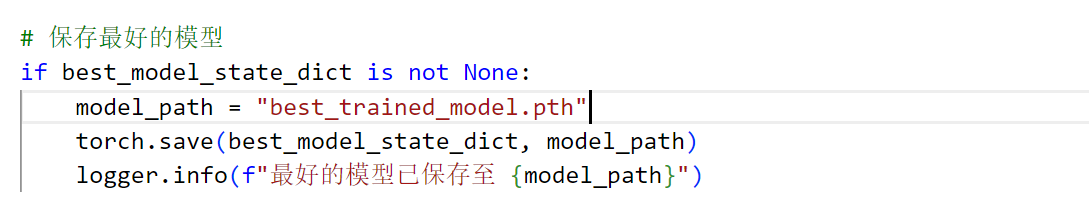 # 保存最好的模型
if best_model_state_dict is not None:
    model_path = "best_trained_model.pth"
    torch.save(best_model_state_dict, model_path)
    logger.info(f"最好的模型已保存至 {model_path}")